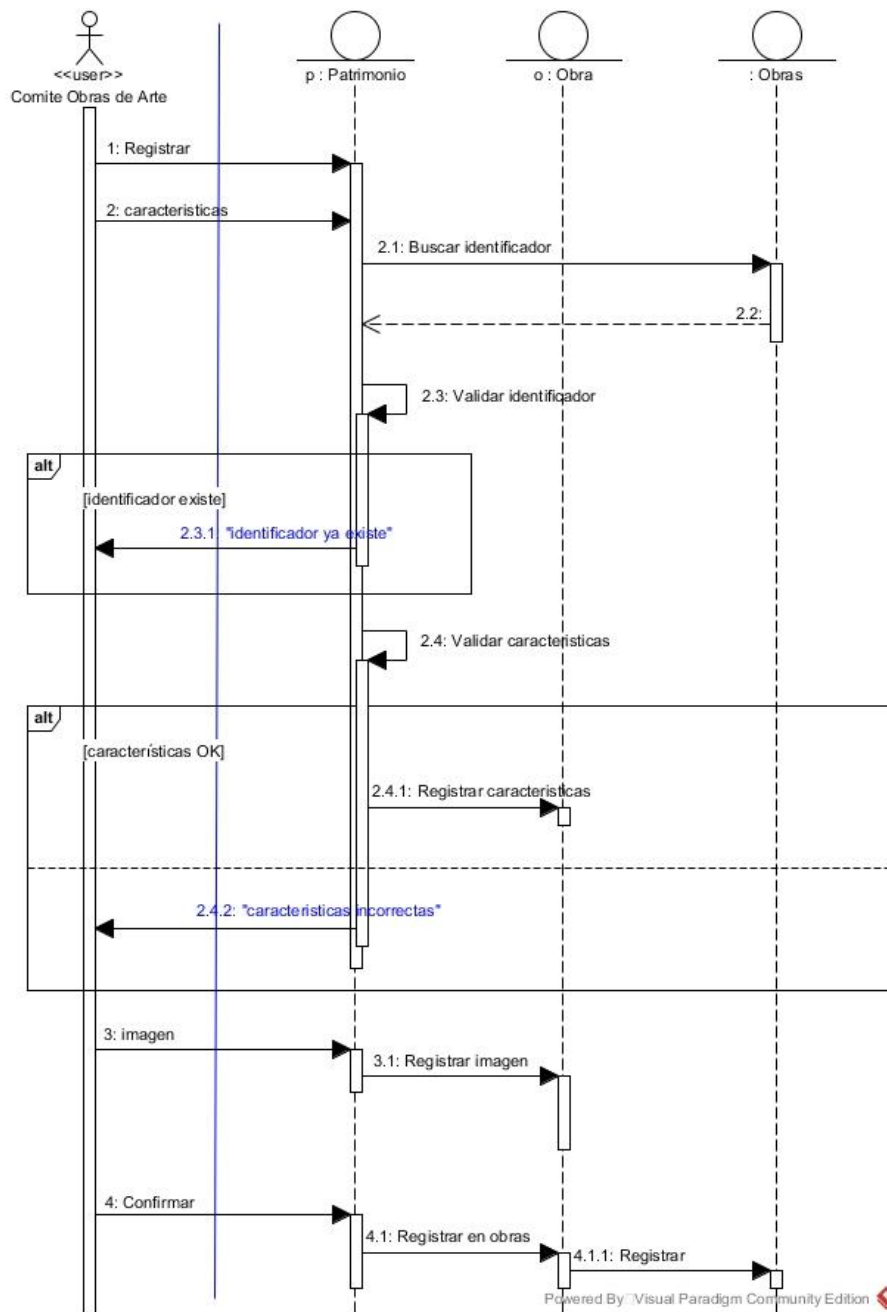 <<user>>
Comite Obras de Arte
p : Patrimonio
o : Obra
: Obras
1: Registrar
2: caracteristicas
2.1: Buscar identificador
2.2:
2.3: Validar identificador
alt
[identificador existe]
2.3.1: "identificador ya existe"
2.4: Validar caracteristicas
alt
[características OK]
2.4.1: Registrar caracteristicas
2.4.2: "caracteristicas incorrectas"
3: imagen
3.1: Registrar imagen
4: Confirmar
4.1: Registrar en obras
4.1.1: Registrar
Powered By Visual Paradigm Community Edition